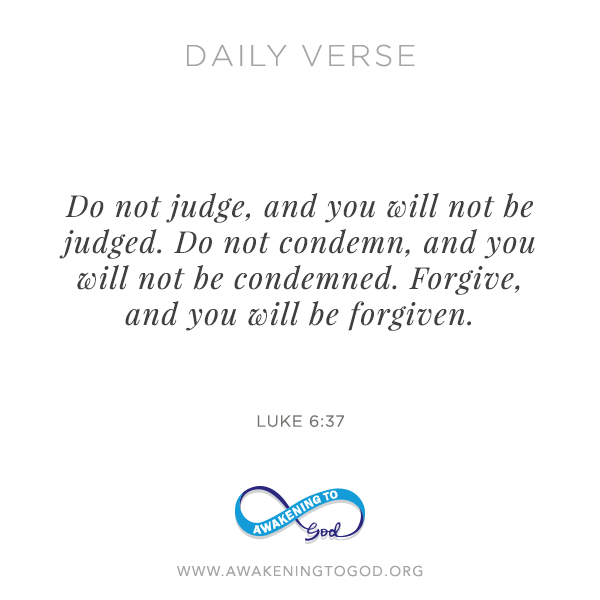 DAILY VERSE
Do not judge, and you will not be
judged. Do not condemn, and you
will not be condemned. Forgive,
and you will be forgiven.
LUKE 6:37
AWAKENING TO
God
WWW.AWAKENINGTOGOD.ORG